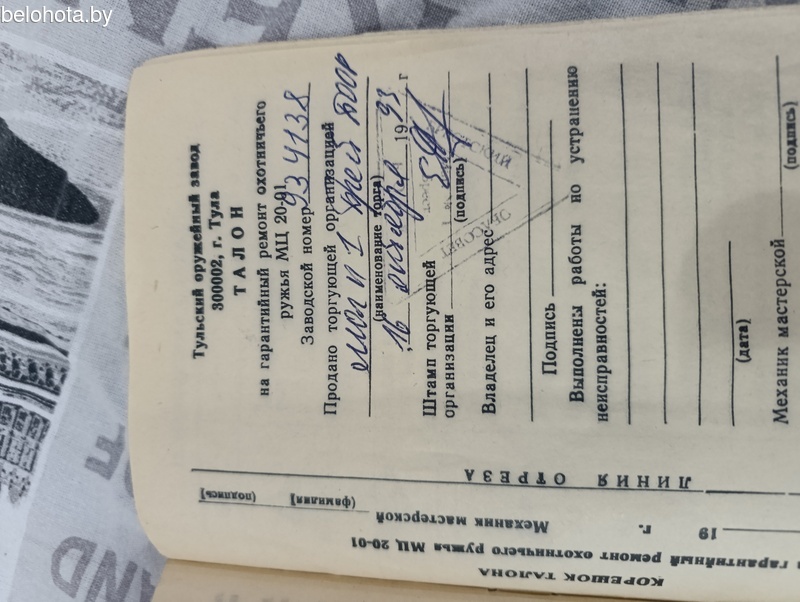 belohota.by
Тульский оружейный завод
300002, г. Тула
ТАЛОН
на гарантийный ремонт охотничьего
ружья МЦ 20-01
Заводской номер 934138
Продано торгующей организацией
(наименование торга)
16 1993 г
Штамп торгующей
организации
(подпись)
Владелец и его адрес
Подпись
Выполнены работы по устранению
неисправностей:
(дата)
Механик мастерской
(подпись)
ЛИНИЯ ОТРЕЗА
КОРЕШОК ТАЛОНА
гарантийный ремонт охотничьего ружья МЦ 20-01
19 г.
Механик мастерской
(фамилия) (подпись)